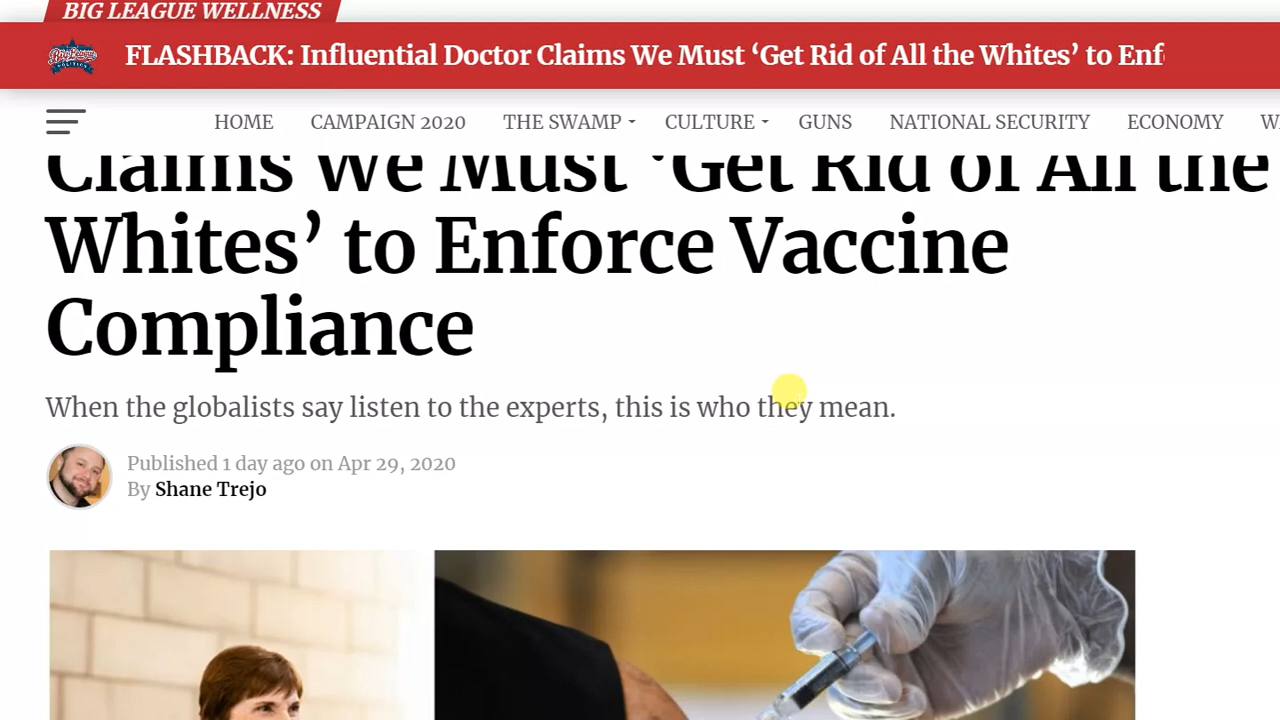 BIG LEAGUE WELLNESS
Big League
POLITICS
FLASHBACK: Influential Doctor Claims We Must ‘Get Rid of All the Whites’ to Enf
HOME CAMPAIGN 2020 THE SWAMP CULTURE GUNS NATIONAL SECURITY ECONOMY W
Claims We Must ‘Get Rid of All the
Whites’ to Enforce Vaccine
Compliance
When the globalists say listen to the experts, this is who they mean.
Published 1 day ago on Apr 29, 2020
By Shane Trejo